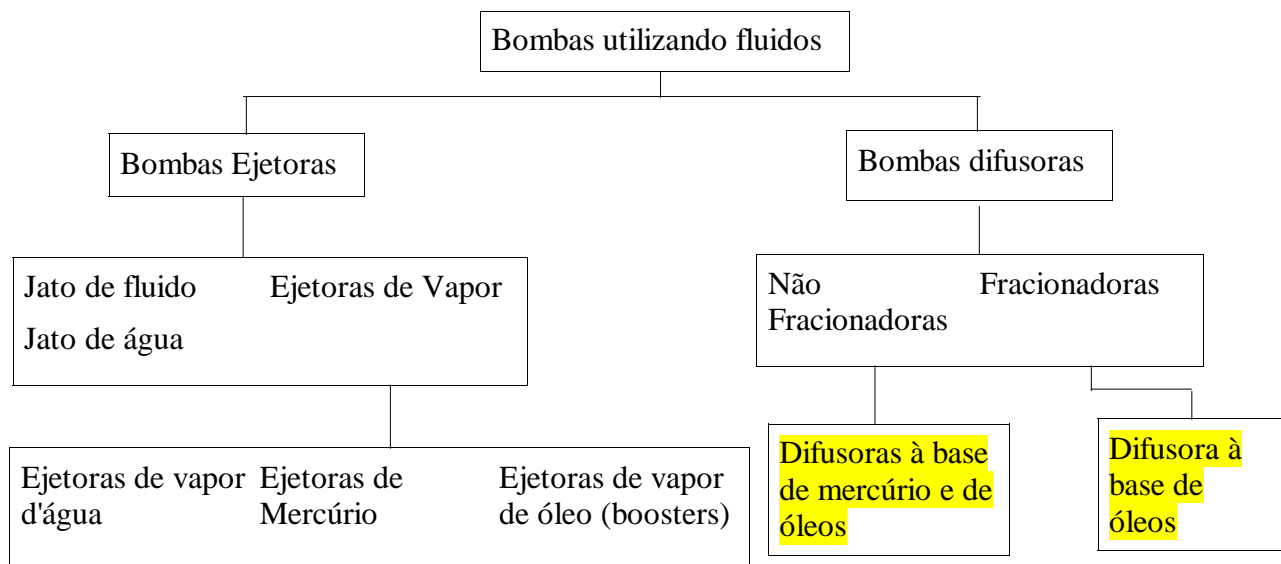 Bombas utilizando fluidos
Bombas Ejetoras
Bombas difusoras
Jato de fluido
Ejetoras de Vapor
Jato de água
Não
Fracionadoras
Fracionadoras
Ejetoras de vapor
d'água
Ejetoras de
Mercúrio
Ejetoras de vapor
de óleo (boosters)
Difusoras à base
de mercúrio e de
óleos
Difusora à
base de
óleos